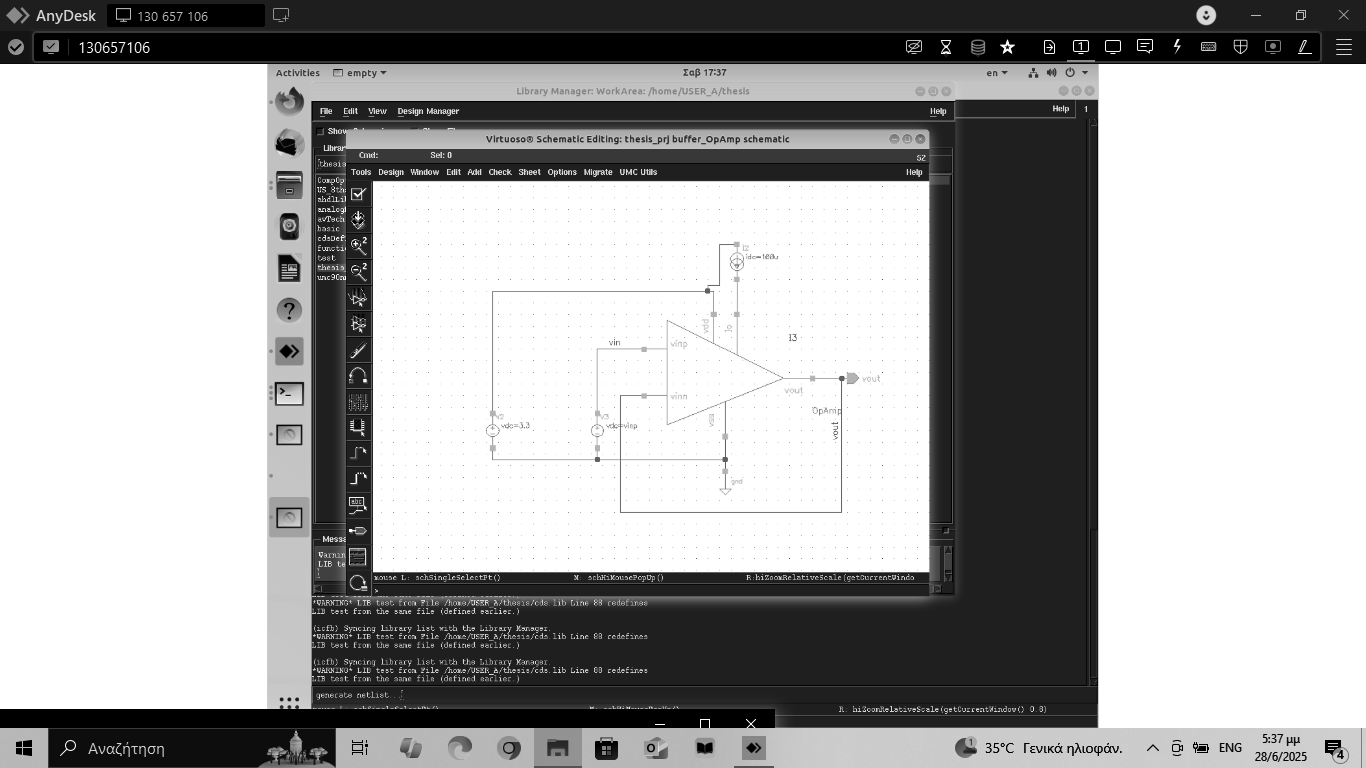 AnyDesk
130 657 106
130657106
Activities
empty
Σαβ 17:37
en
Library Manager: WorkArea: /home/USER_A/thesis
File Edit View Design Manager Help
Help 1
Show
Virtuoso® Schematic Editing: thesis_prj buffer_OpAmp schematic
Cmd: Sel: 0 52
Tools Design Window Edit Add Check Sheet Options Migrate UMC Utils Help
Librar
thesis
CompOp
US_8th
ahdlLi
analog
avTech
basic
cdsDef
functio
test
thesis
umc90n
I2
idc=100u
vdd
Io
I3
vin
vinp
vinn
vout
vout
OpAmp
vout
vss
vdc=3.3
V3
vdc=vinp
gnd
Messa
Warnin
LIB te
mouse L: schSingleSelectPt() M: schHiMousePopUp() R:hiZoomRelativeScale(getCurrentWindo
>
*WARNING* LIB test from File /home/USER_A/thesis/cds.lib Line 88 redefines
LIB test from the same file (defined earlier.)
(icfb) Syncing library list with the Library Manager.
*WARNING* LIB test from File /home/USER_A/thesis/cds.lib Line 88 redefines
LIB test from the same file (defined earlier.)
(icfb) Syncing library list with the Library Manager.
*WARNING* LIB test from File /home/USER_A/thesis/cds.lib Line 88 redefines
LIB test from the same file (defined earlier.)
generate netlist...
R: hiZoomRelativeScale(getCurrentWindow() 0.8)
Αναζήτηση
35°C Γενικά ηλιοφάν.
ENG
5:37 μμ
28/6/2025
4